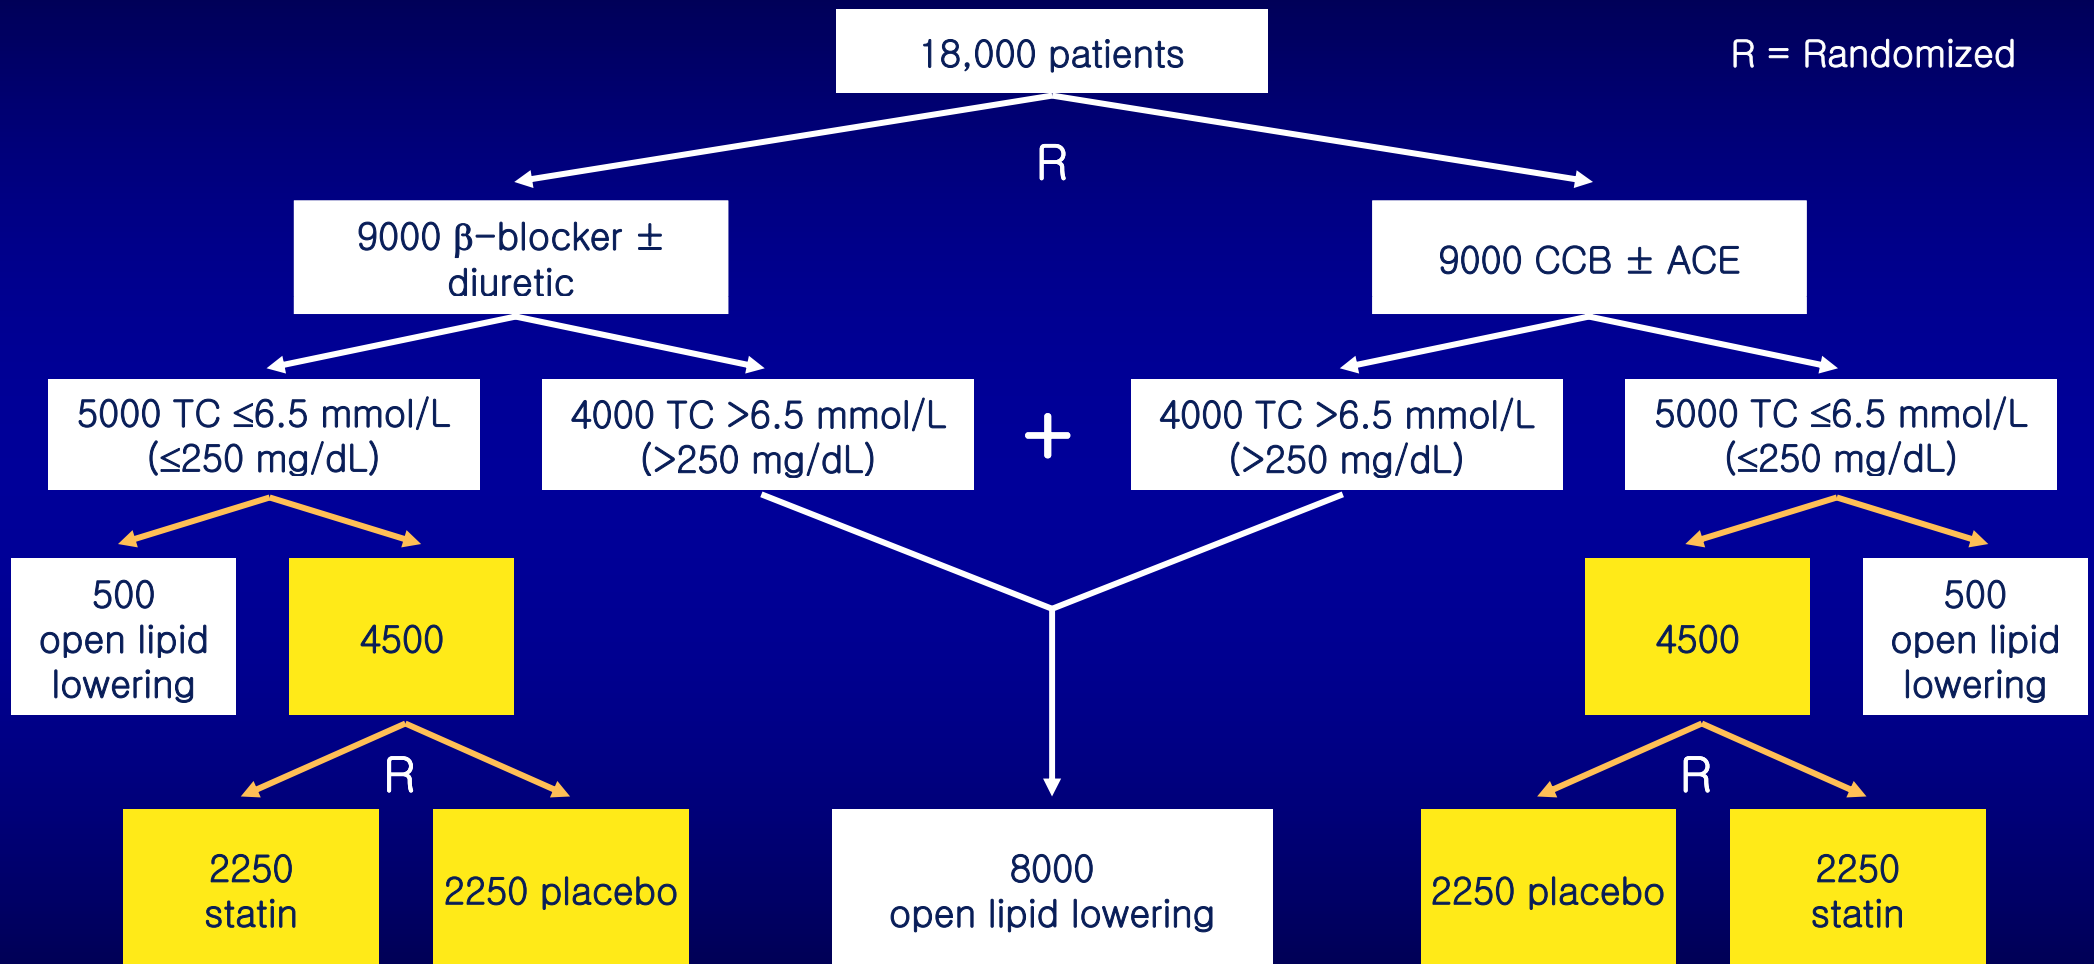 18,000 patients
R = Randomized
R
9000 β-blocker ±
diuretic
9000 CCB ± ACE
5000 TC ≤6.5 mmol/L
(≤250 mg/dL)
4000 TC >6.5 mmol/L
(>250 mg/dL)
+
4000 TC >6.5 mmol/L
(>250 mg/dL)
5000 TC ≤6.5 mmol/L
(≤250 mg/dL)
500
open lipid
lowering
4500
4500
500
open lipid
lowering
R
R
2250
statin
2250 placebo
8000
open lipid lowering
2250 placebo
2250
statin